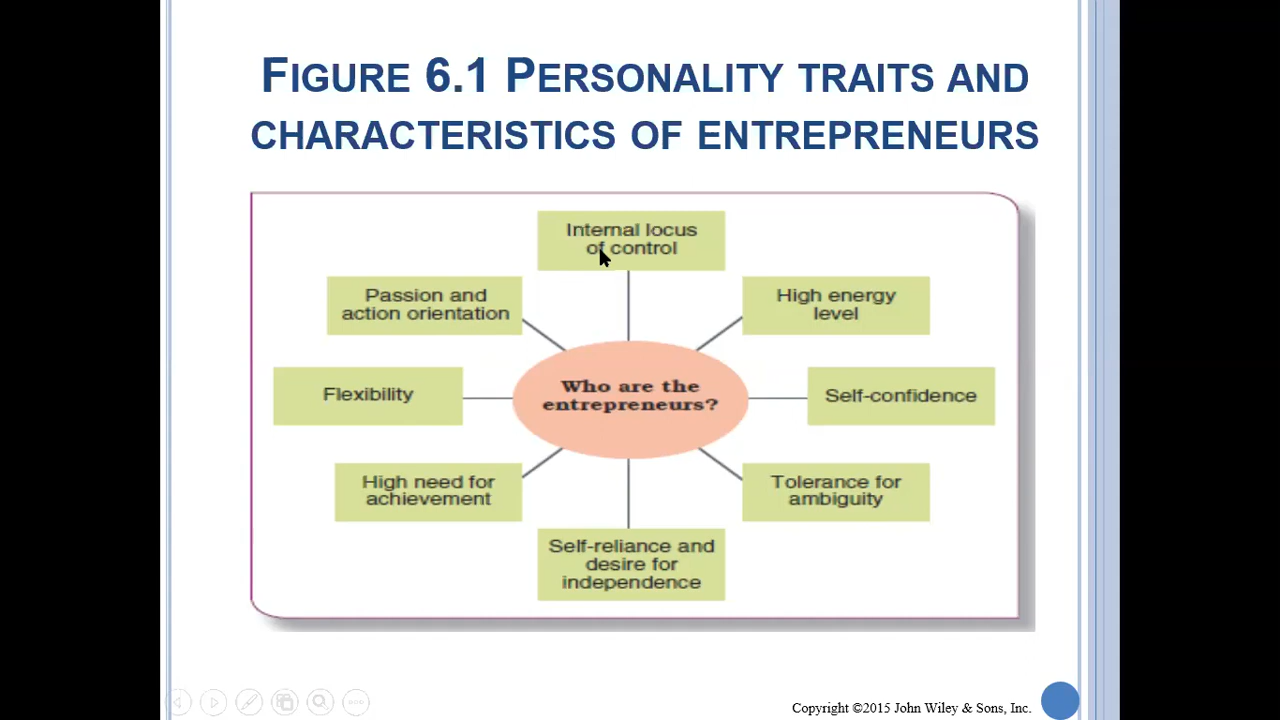 FIGURE 6.1 PERSONALITY TRAITS AND
CHARACTERISTICS OF ENTREPRENEURS
Internal locus
of control
Passion and
action orientation
High energy
level
Flexibility
Who are the
entrepreneurs?
Self-confidence
High need for
achievement
Tolerance for
ambiguity
Self-reliance and
desire for
independence
Copyright ©2015 John Wiley & Sons, Inc.